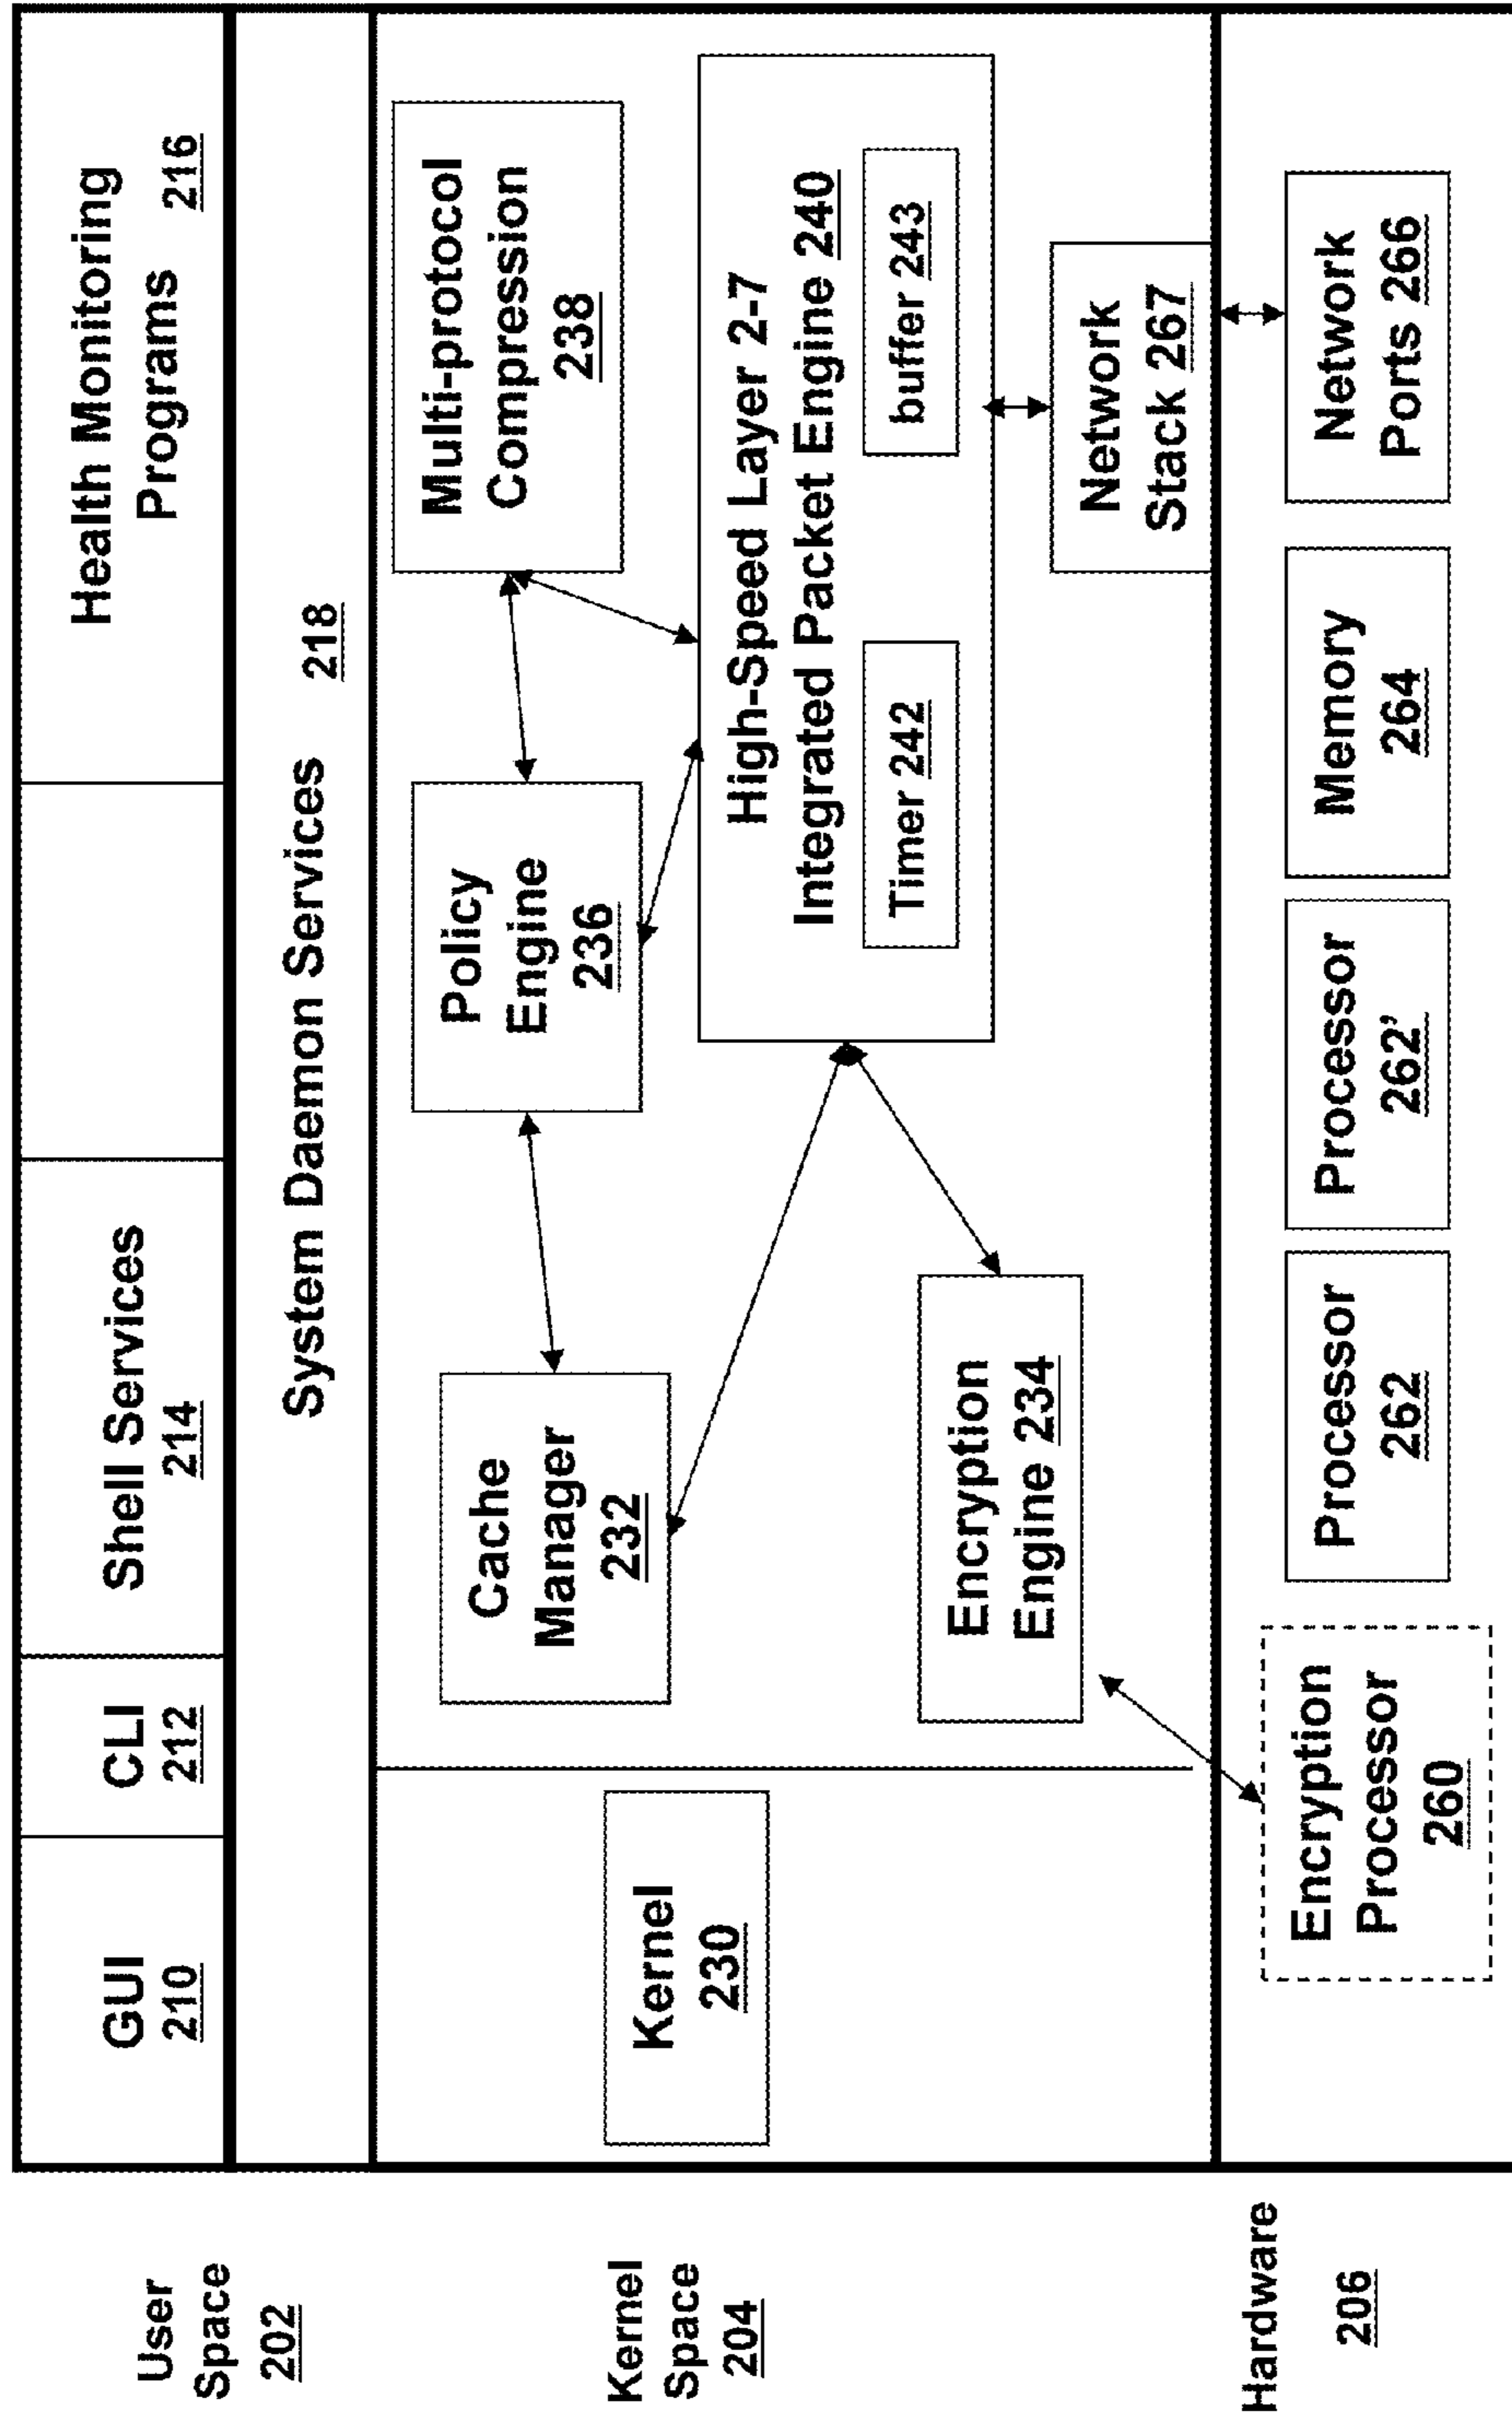 User
Space
202
GUI
210
CLI
212
Shell Services
214
Health Monitoring
Programs 216
System Daemon Services 218
Kernel
Space
204
Kernel
230
Cache
Manager
232
Policy
Engine
236
Multi-protocol
Compression
238
High-Speed Layer 2-7
Integrated Packet Engine 240
Timer 242
buffer 243
Encryption
Engine 234
Network
Stack 267
Hardware
206
Encryption
Processor
260
Processor
262
Processor
262’
Memory
264
Network
Ports 266